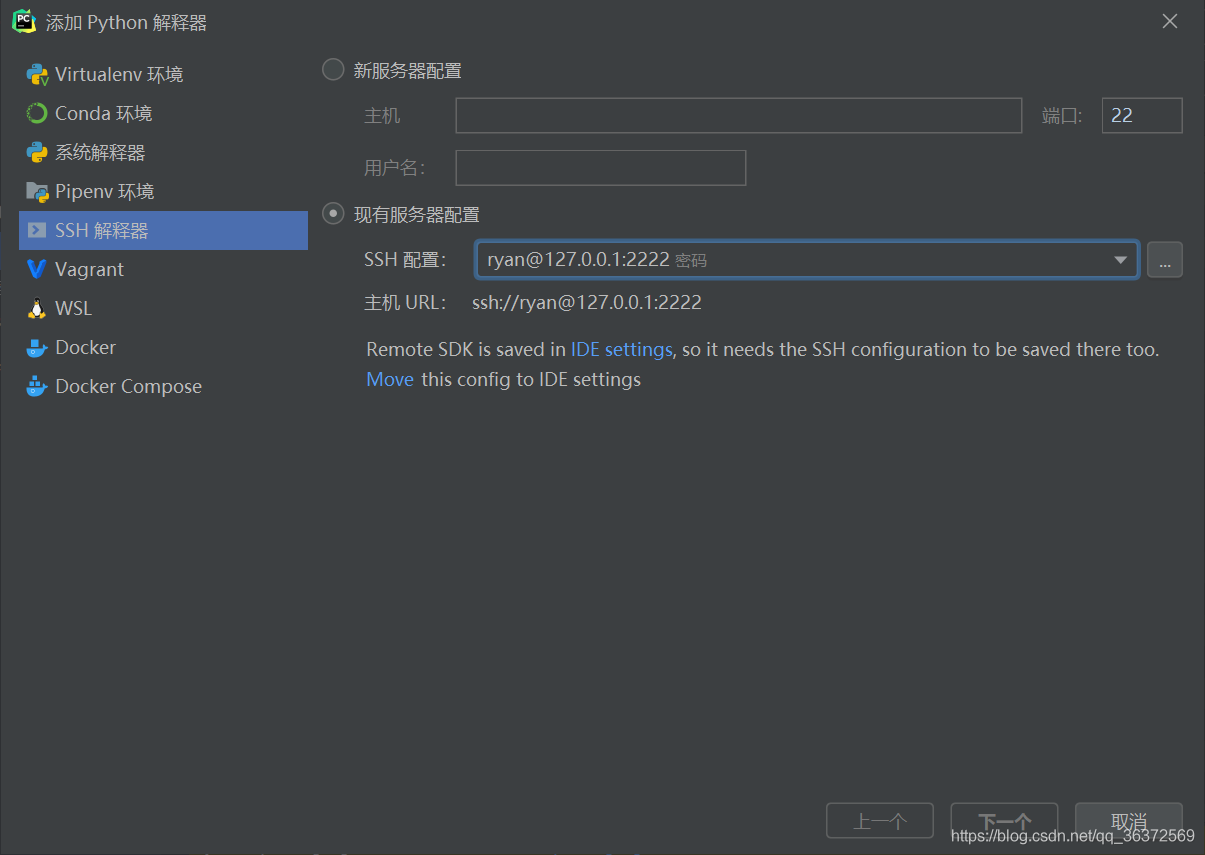 PC
添加 Python 解释器
Virtualenv 环境
Conda 环境
系统解释器
Pipenv 环境
SSH 解释器
Vagrant
WSL
Docker
Docker Compose
新服务器配置
主机
端口: 22
用户名:
现有服务器配置
SSH 配置: ryan@127.0.0.1:2222 密码
...
主机 URL: ssh://ryan@127.0.0.1:2222
Remote SDK is saved in IDE settings, so it needs the SSH configuration to be saved there too.
Move this config to IDE settings
上一个 下一个 取消
https://blog.csdn.net/qq_36372569